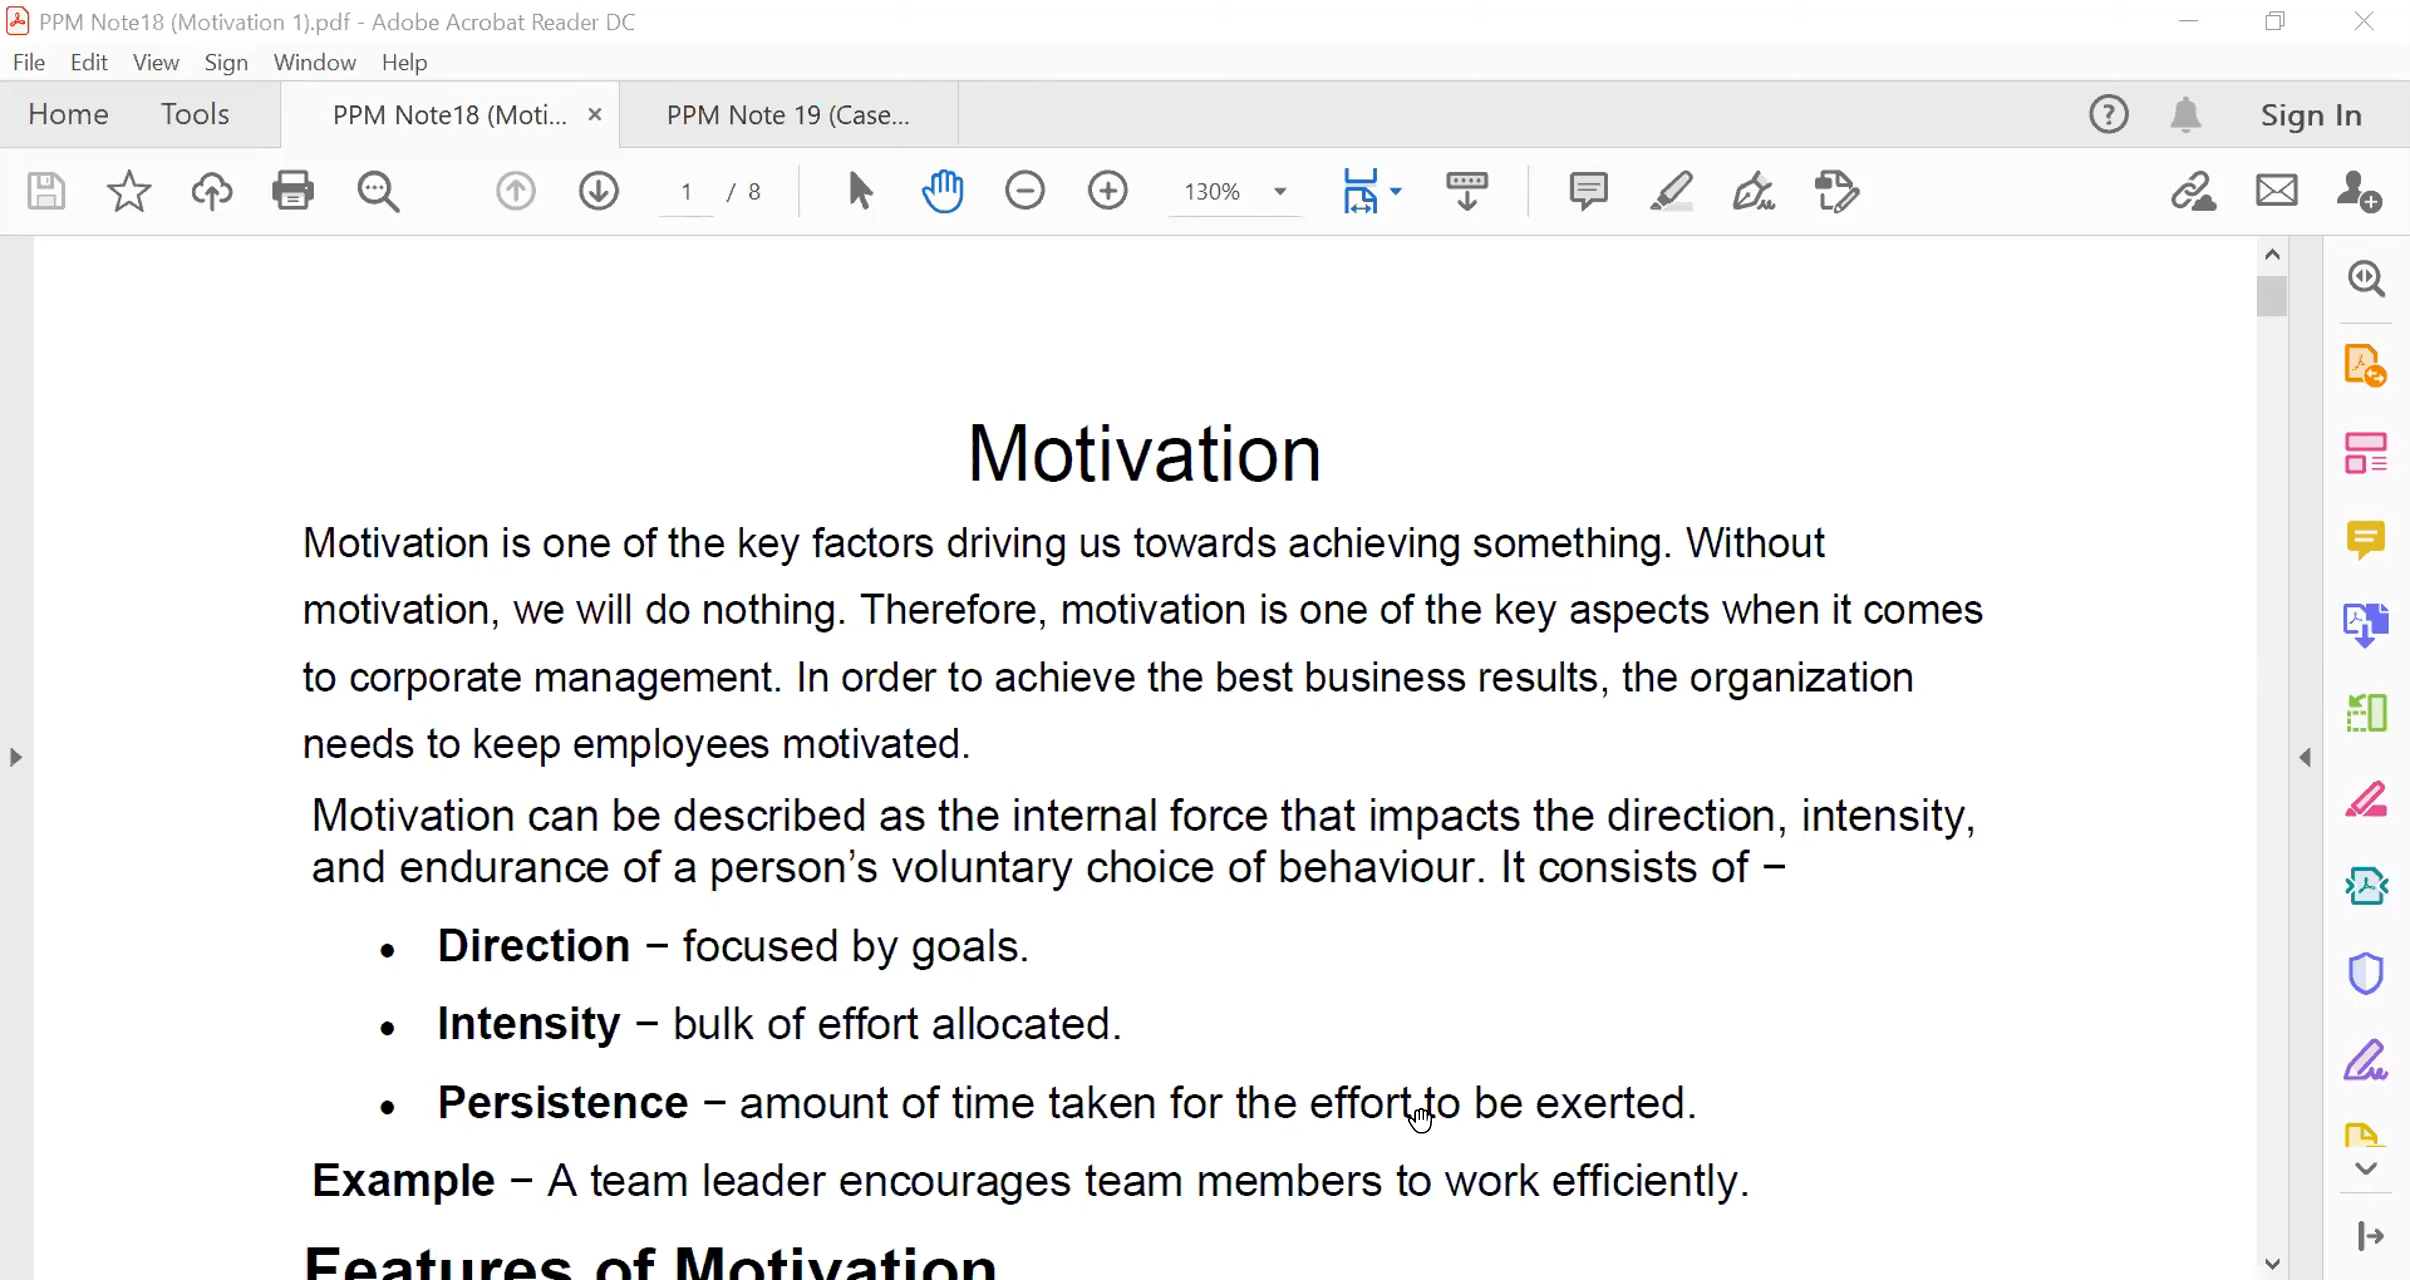 PPM Note18 (Motivation 1).pdf - Adobe Acrobat Reader DC
File Edit View Sign Window Help
Home Tools PPM Note18 (Moti... × PPM Note 19 (Case... Sign In
1 / 8 130%
Motivation
Motivation is one of the key factors driving us towards achieving something. Without
motivation, we will do nothing. Therefore, motivation is one of the key aspects when it comes
to corporate management. In order to achieve the best business results, the organization
needs to keep employees motivated.
Motivation can be described as the internal force that impacts the direction, intensity,
and endurance of a person’s voluntary choice of behaviour. It consists of –
• Direction – focused by goals.
• Intensity – bulk of effort allocated.
• Persistence – amount of time taken for the effort to be exerted.
Example – A team leader encourages team members to work efficiently.
Features of Motivation